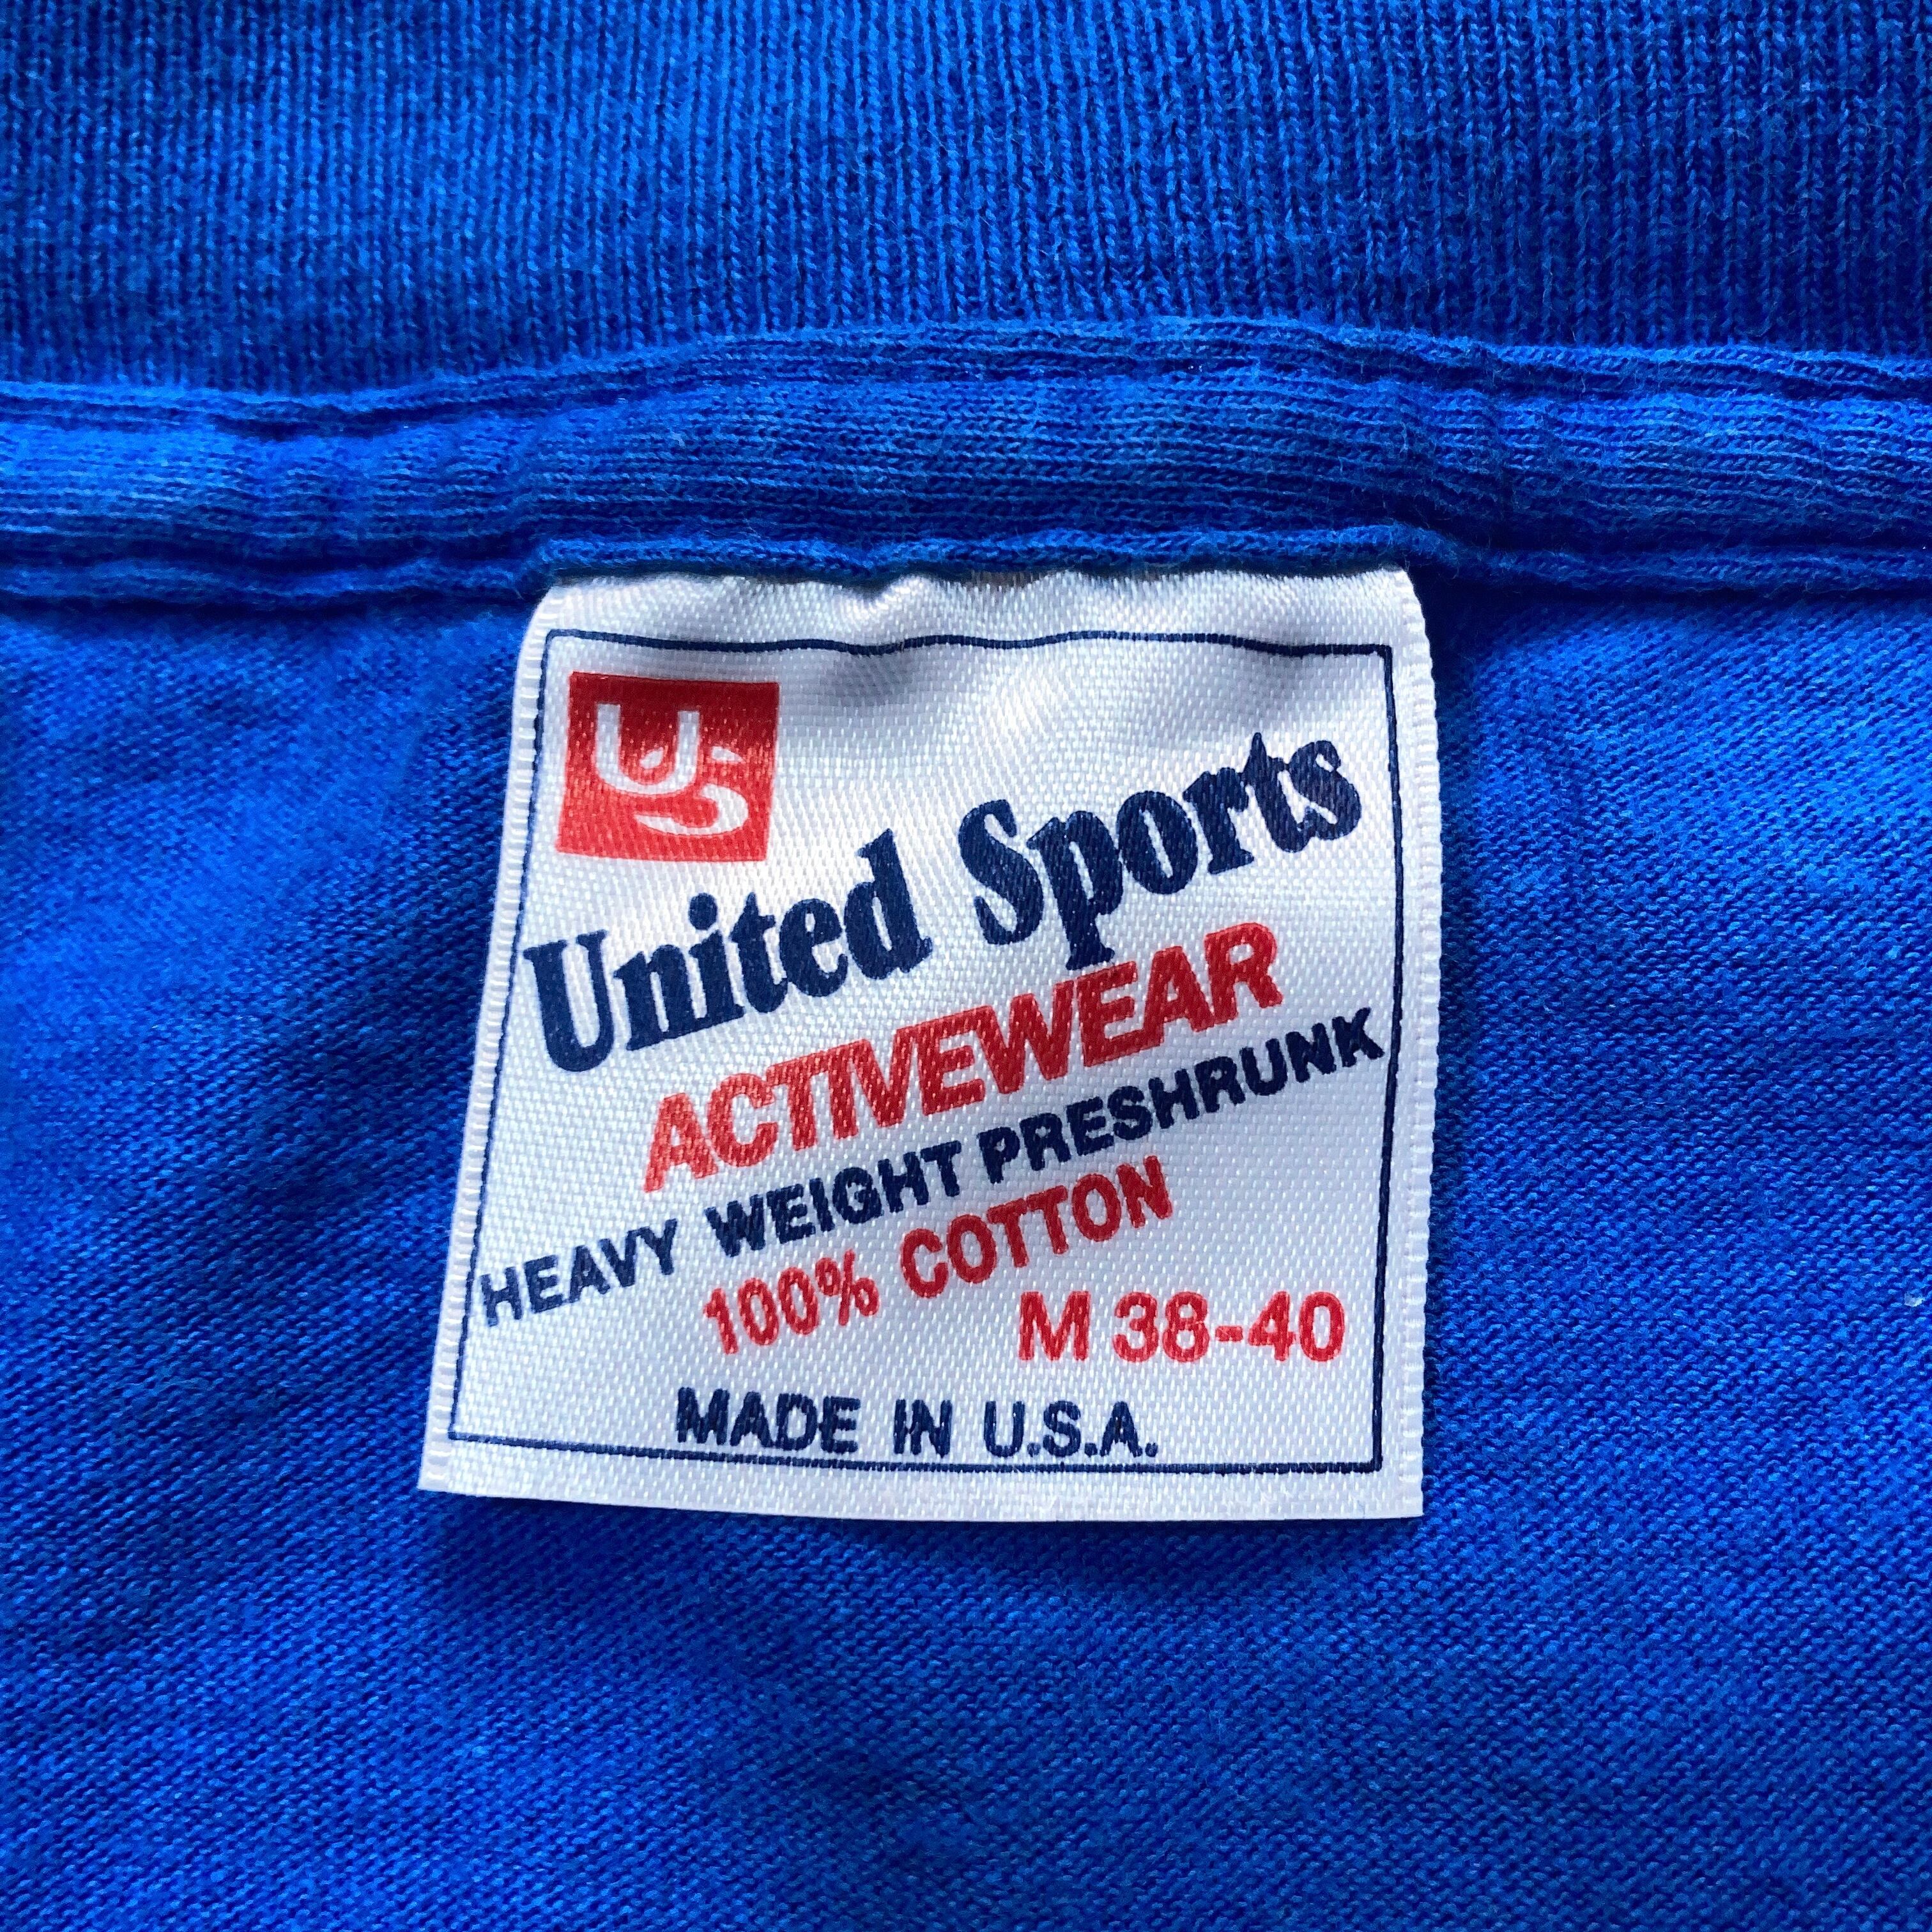 US
United Sports
ACTIVEWEAR
HEAVY WEIGHT PRESHRUNK
100% COTTON
M 38-40
MADE IN U.S.A.